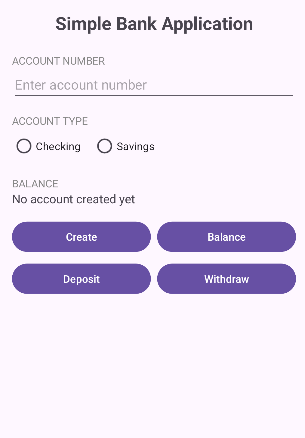 Simple Bank Application
ACCOUNT NUMBER
Enter account number
ACCOUNT TYPE
Checking Savings
BALANCE
No account created yet
Create Balance
Deposit Withdraw